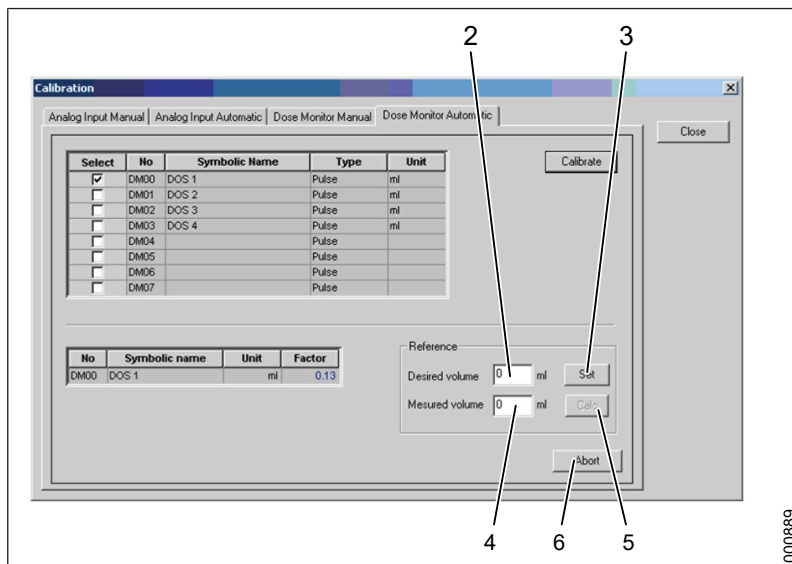 2 3
Calibration
Analog Input Manual Analog Input Automatic Dose Monitor Manual Dose Monitor Automatic
Close
Select No Symbolic Name Type Unit
DM00 DOS 1 Pulse ml
DM01 DOS 2 Pulse ml
DM02 DOS 3 Pulse ml
DM03 DOS 4 Pulse ml
DM04 Pulse
DM05 Pulse
DM06 Pulse
DM07 Pulse
Calibrate
No Symbolic name Unit Factor
DM00 DOS 1 ml 0.13
Reference
Desired volume 0 ml Set
Mesured volume 0 ml Calc
Abort
4 6 5
000889